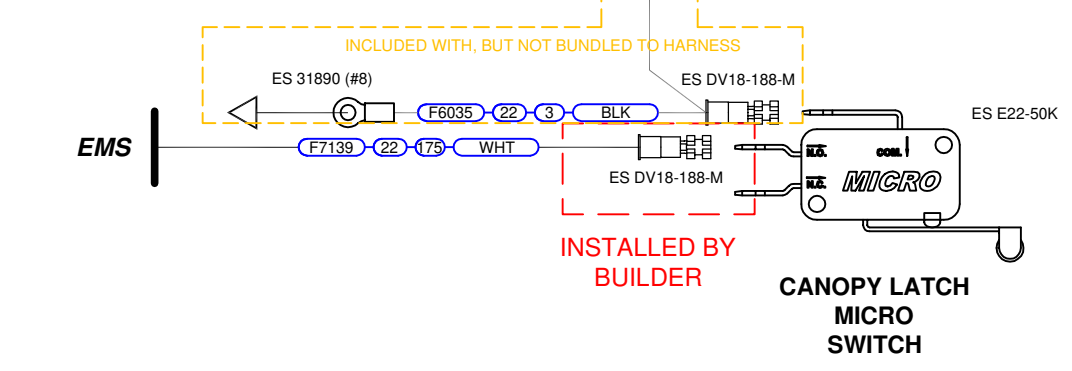 INCLUDED WITH, BUT NOT BUNDLED TO HARNESS
ES 31890 (#8)
ES DV18-188-M
F6035 22 3 BLK
ES E22-50K
EMS
F7139 22 175 WHT
N.O.
COM.
ES DV18-188-M
N.C.
MICRO
INSTALLED BY
BUILDER
CANOPY LATCH
MICRO
SWITCH